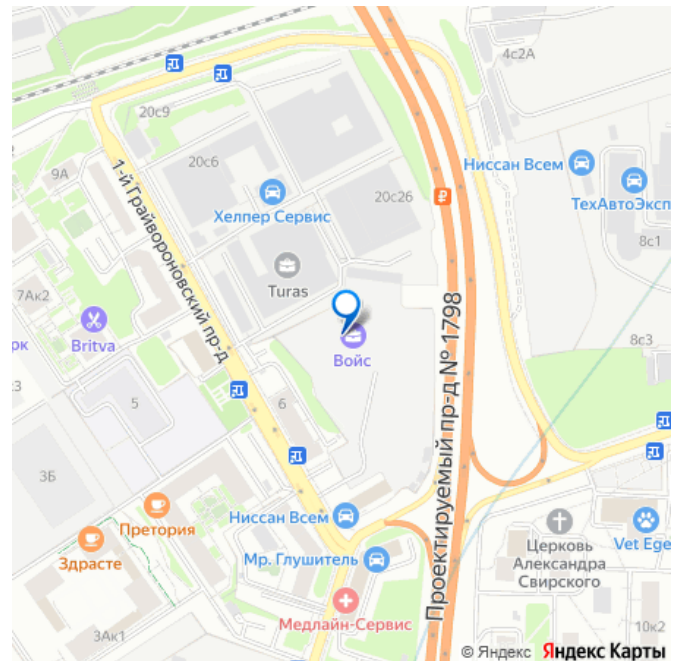 4с2А
20с9
20с6
9А
Ниссан Всем
Хелпер Сервис
20с26
ТехАвтоЭксп
1-й Грайвороновский пр-д
8с1
Turas
7Ак2
Britva
рк
Войс
8с3
Проектируемый пр-д № 1798
5
6
3Б
Претория
Ниссан Всем
Здрасте
Мр. Глушитель
Церковь
Александра
Свирского
Vet Ege
Медлайн-Сервис
3Ак1
10к2
© Яндекс Яндекс Карты